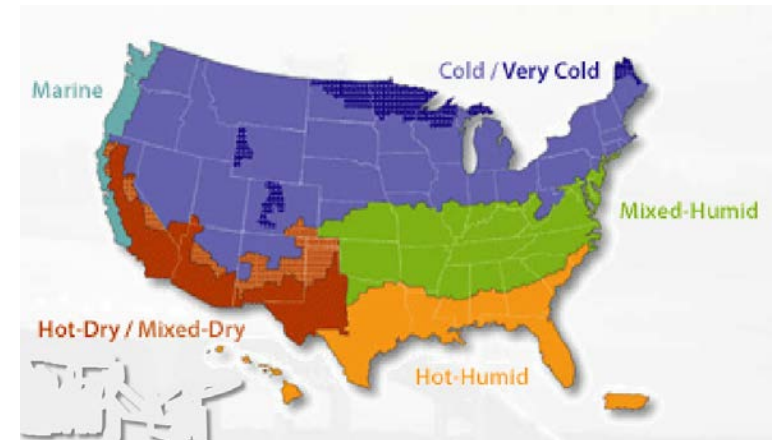 Cold / Very Cold
Marine
Mixed-Humid
Hot-Dry / Mixed-Dry
Hot-Humid